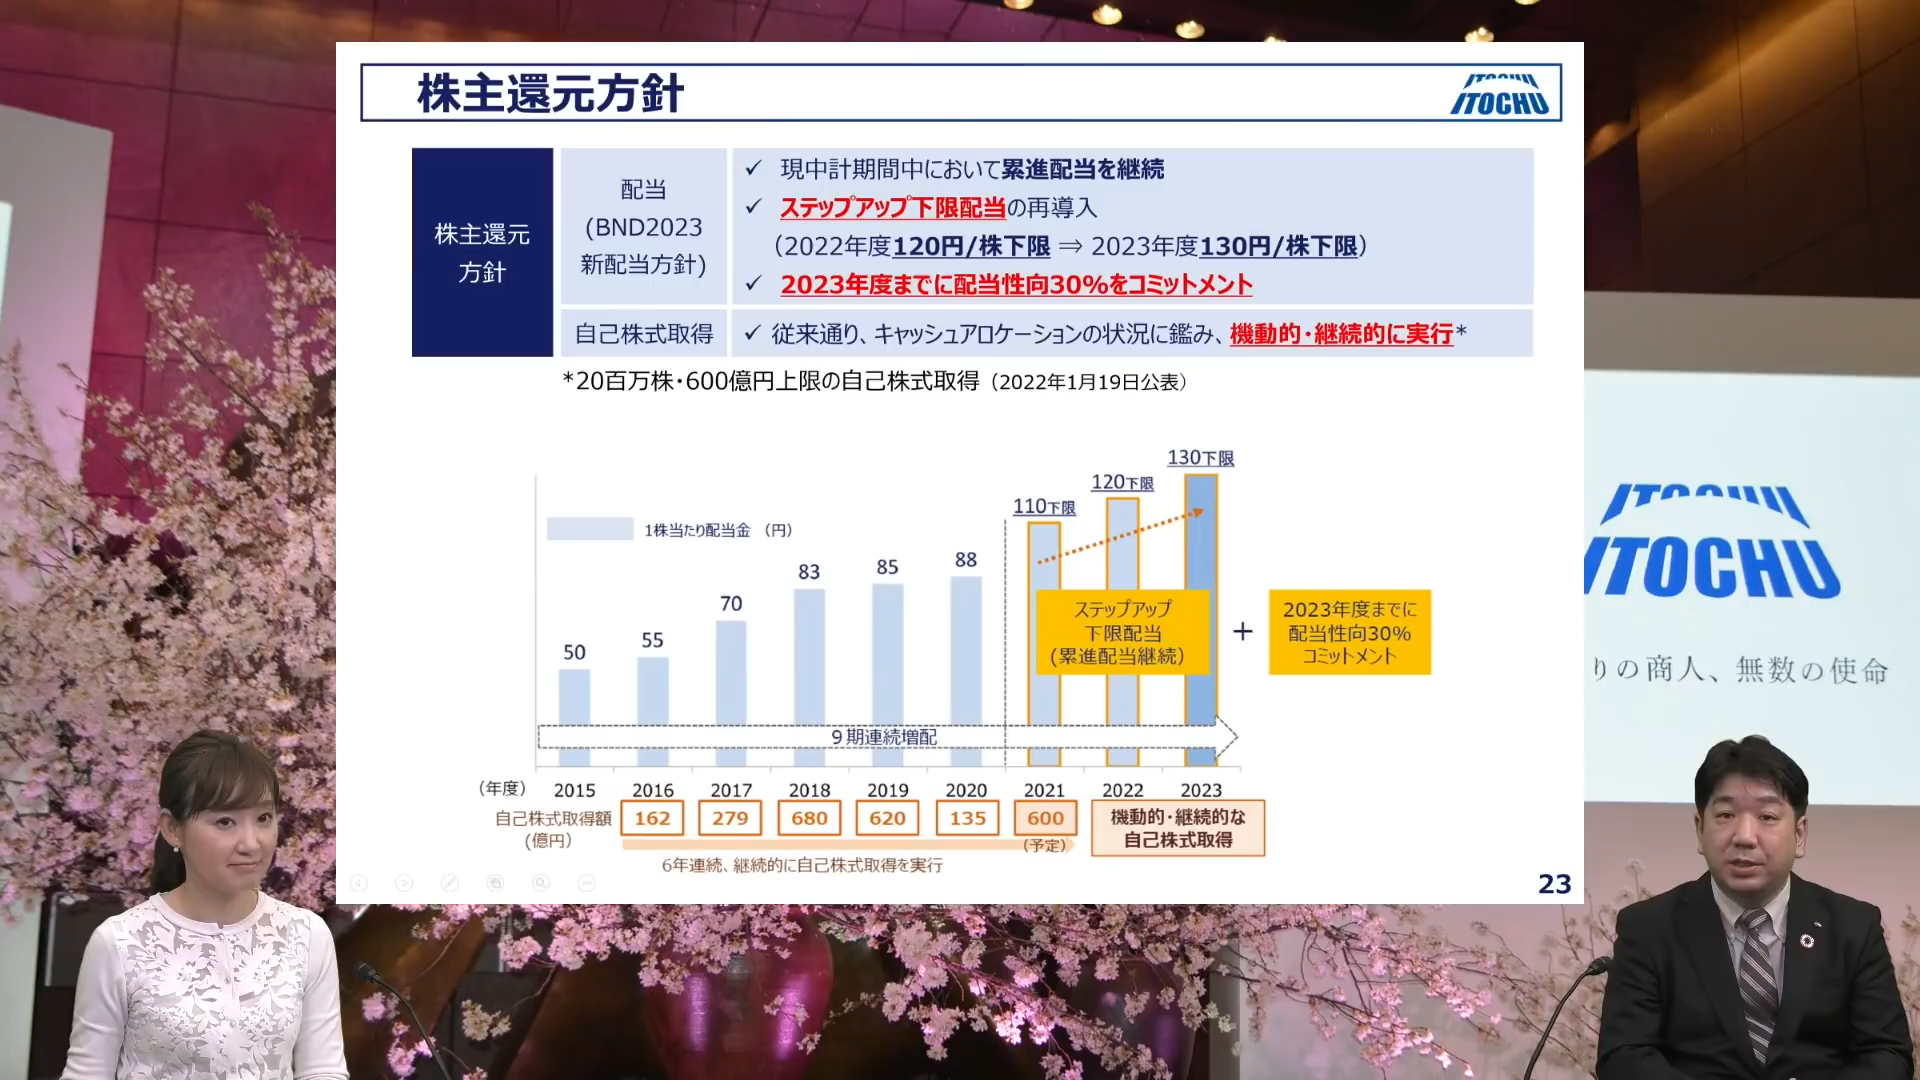 株主還元方針
ITOCHU
株主還元
方針
配当
(BND2023
新配当方針)
✓ 現中計期間中において累進配当を継続
✓ ステップアップ下限配当の再導入
（2022年度120円/株下限 ⇒ 2023年度130円/株下限）
✓ 2023年度までに配当性向30%をコミットメント
自己株式取得
✓ 従来通り、キャッシュアロケーションの状況に鑑み、機動的・継続的に実行*
*20百万株・600億円上限の自己株式取得（2022年1月19日公表）
1株当たり配当金 （円）
50
55
70
83
85
88
110下限
120下限
130下限
ステップアップ
下限配当
(累進配当継続)
+
2023年度までに
配当性向30%
コミットメント
９期連続増配
（年度） 2015 2016 2017 2018 2019 2020 2021 2022 2023
自己株式取得額
(億円)
162 279 680 620 135 600
(予定)
機動的・継続的な
自己株式取得
6年連続、継続的に自己株式取得を実行
23
ITOCHU
りの商人、無数の使命